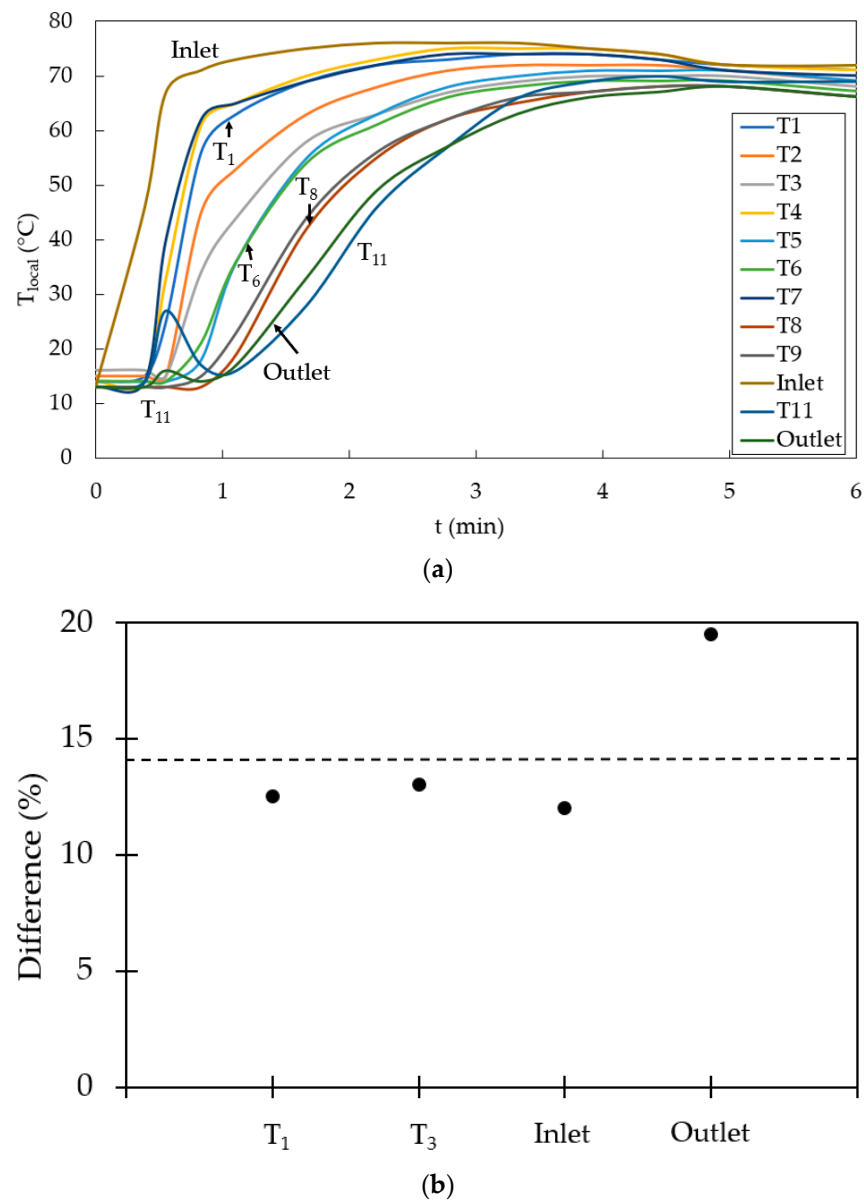 80
70
60
50
40
30
20
10
0
T_local (°C)
Inlet
T₁
T₈
T₆
T₁₁
Outlet
T₁₁
T1
T2
T3
T4
T5
T6
T7
T8
T9
Inlet
T11
Outlet
0 1 2 3 4 5 6
t (min)
(a)
20
15
10
5
0
Difference (%)
T₁ T₃ Inlet Outlet
(b)